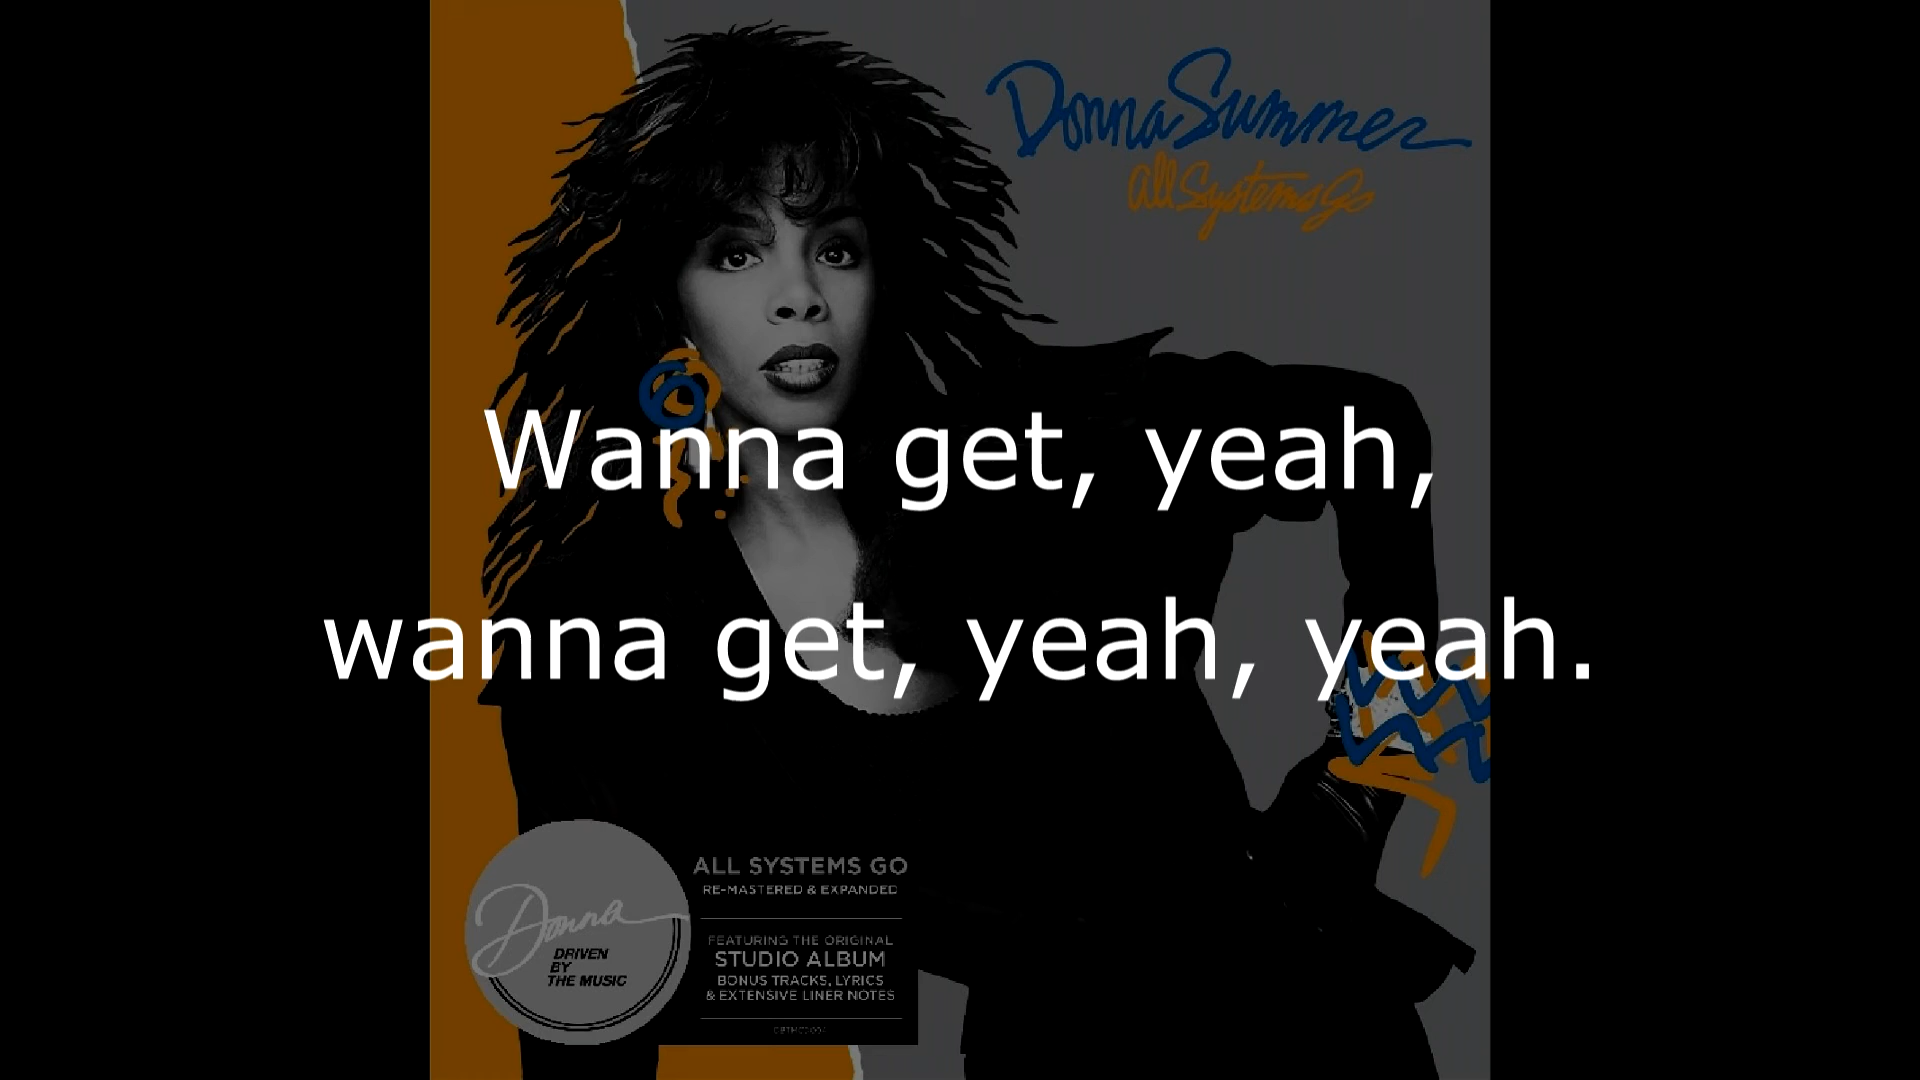 Donna Summer
All Systems Go
Wanna get, yeah,
wanna get, yeah, yeah.
Donna
DRIVEN
BY
THE MUSIC
ALL SYSTEMS GO
RE-MASTERED & EXPANDED
FEATURING THE ORIGINAL
STUDIO ALBUM
BONUS TRACKS, LYRICS
& EXTENSIVE LINER NOTES